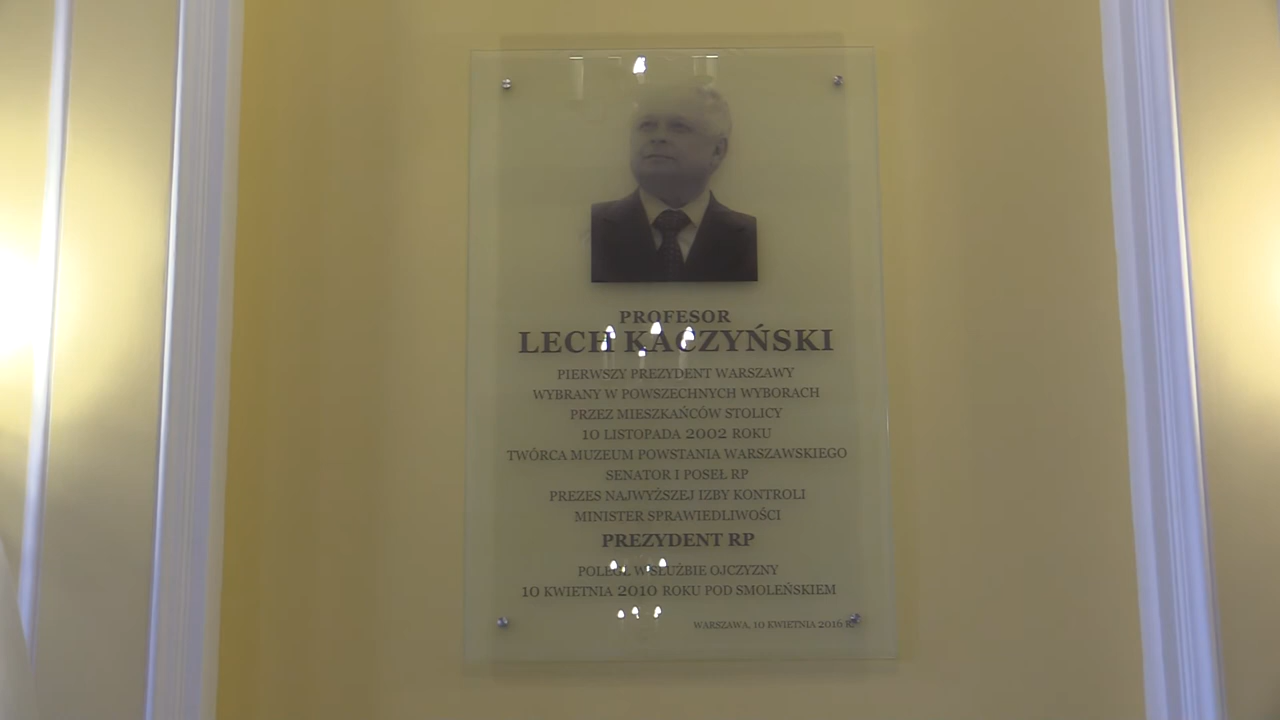 PROFESOR
LECH KACZYŃSKI
PIERWSZY PREZYDENT WARSZAWY
WYBRANY W POWSZECHNYCH WYBORACH
PRZEZ MIESZKAŃCÓW STOLICY
10 LISTOPADA 2002 ROKU
TWÓRCA MUZEUM POWSTANIA WARSZAWSKIEGO
SENATOR I POSEŁ RP
PREZES NAJWYŻSZEJ IZBY KONTROLI
MINISTER SPRAWIEDLIWOŚCI
PREZYDENT RP
POLEGŁ W SŁUŻBIE OJCZYZNY
10 KWIETNIA 2010 ROKU POD SMOLEŃSKIEM
WARSZAWA, 10 KWIETNIA 2016 R.